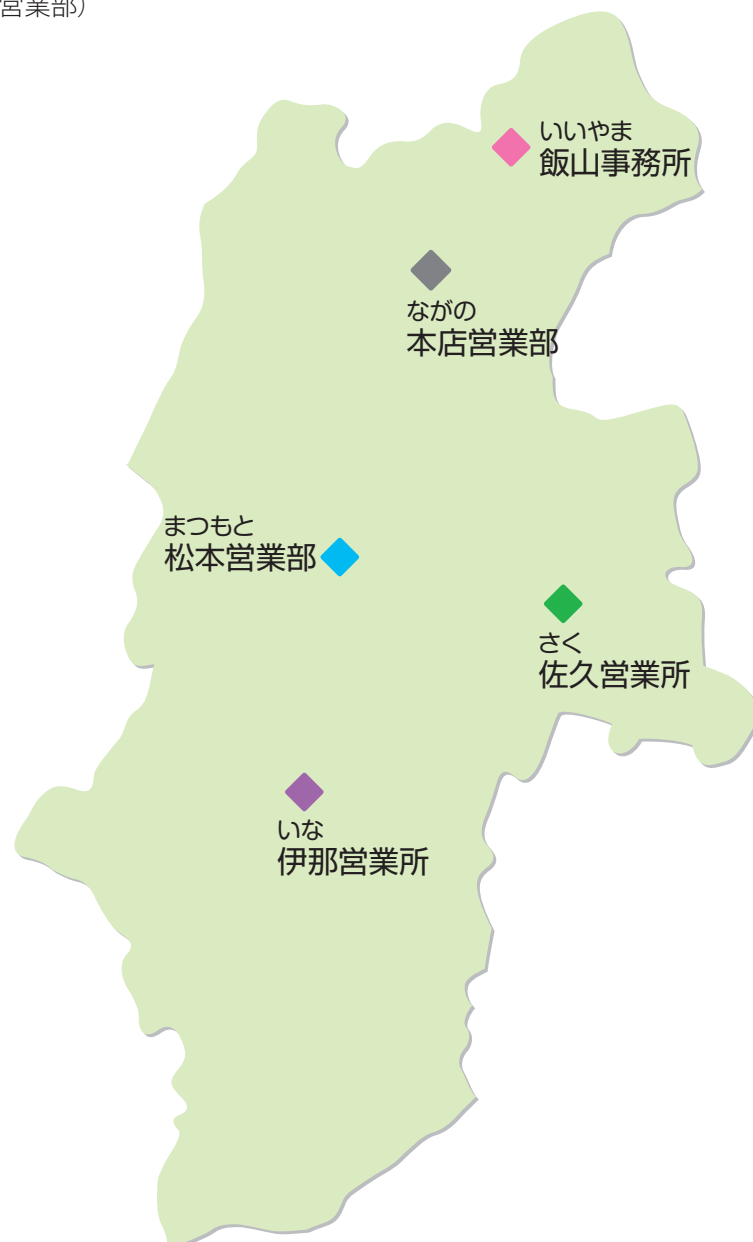 営業部）
いいやま
飯山事務所
ながの
本店営業部
まつもと
松本営業部
さく
佐久営業所
いな
伊那営業所